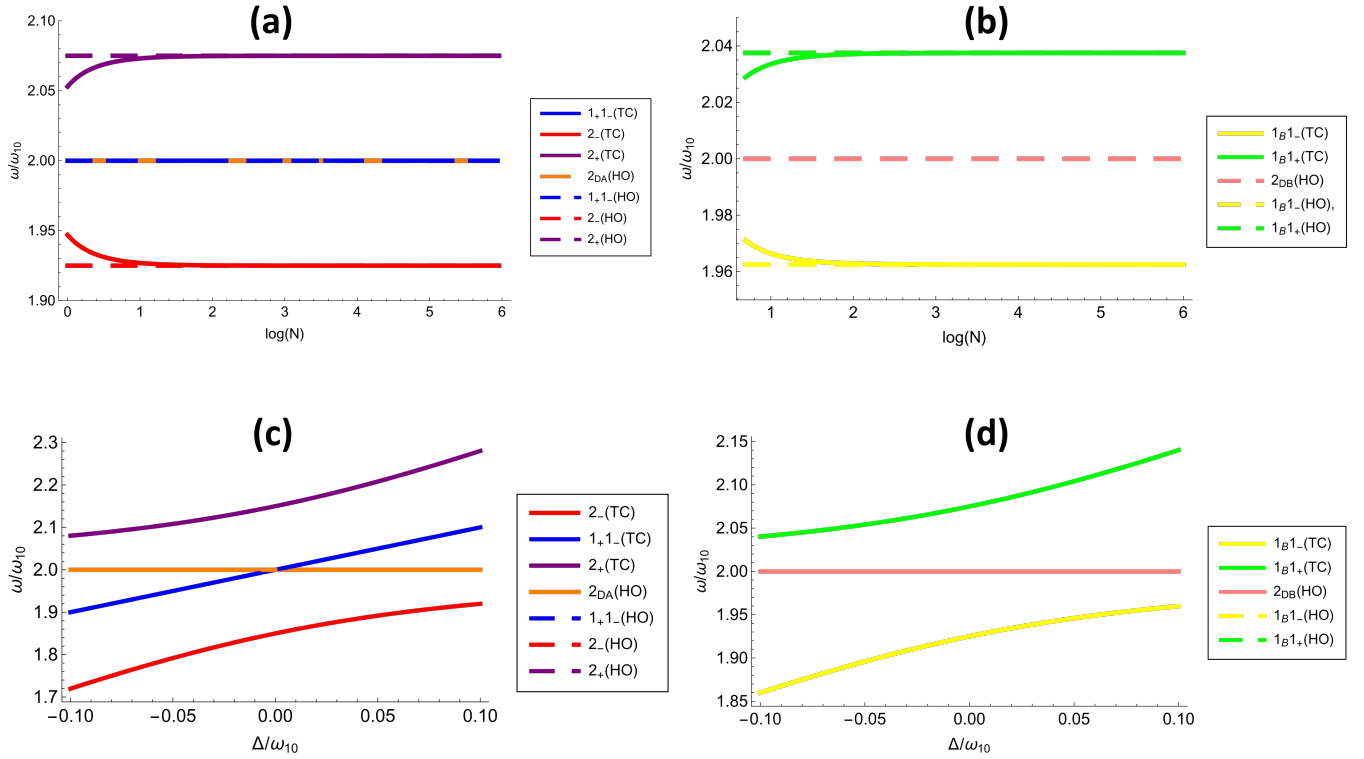 (a)
2.10
2.05
2.00
1.95
1.90
ω/ω10
0 1 2 3 4 5 6
log(N)
1+1−(TC)
2−(TC)
2+(TC)
2DA(HO)
1+1−(HO)
2−(HO)
2+(HO)
(b)
2.04
2.02
2.00
1.98
1.96
ω/ω10
1 2 3 4 5 6
log(N)
1B1−(TC)
1B1+(TC)
2DB(HO)
1B1−(HO),
1B1+(HO)
(c)
2.3
2.2
2.1
2.0
1.9
1.8
1.7
ω/ω10
−0.10 −0.05 0.00 0.05 0.10
Δ/ω10
2−(TC)
1+1−(TC)
2+(TC)
2DA(HO)
1+1−(HO)
2−(HO)
2+(HO)
(d)
2.15
2.10
2.05
2.00
1.95
1.90
1.85
ω/ω10
−0.10 −0.05 0.00 0.05 0.10
Δ/ω10
1B1−(TC)
1B1+(TC)
2DB(HO)
1B1−(HO)
1B1+(HO)